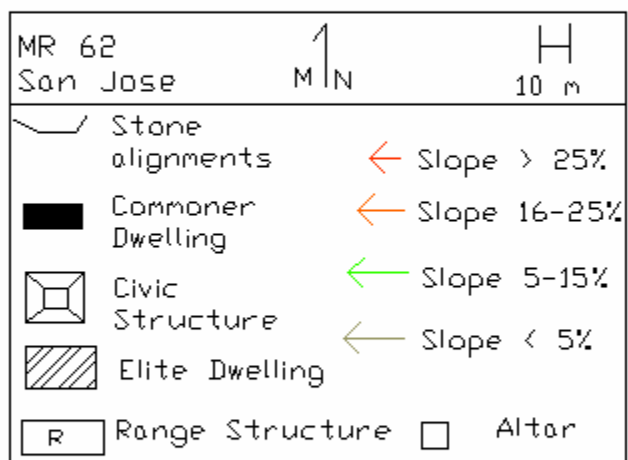 MR 62
San Jose
M N
10 m
Stone
alignments
Slope > 25%
Commoner
Dwelling
Slope 16-25%
Civic
Structure
Slope 5-15%
Slope < 5%
Elite Dwelling
R Range Structure
Altar